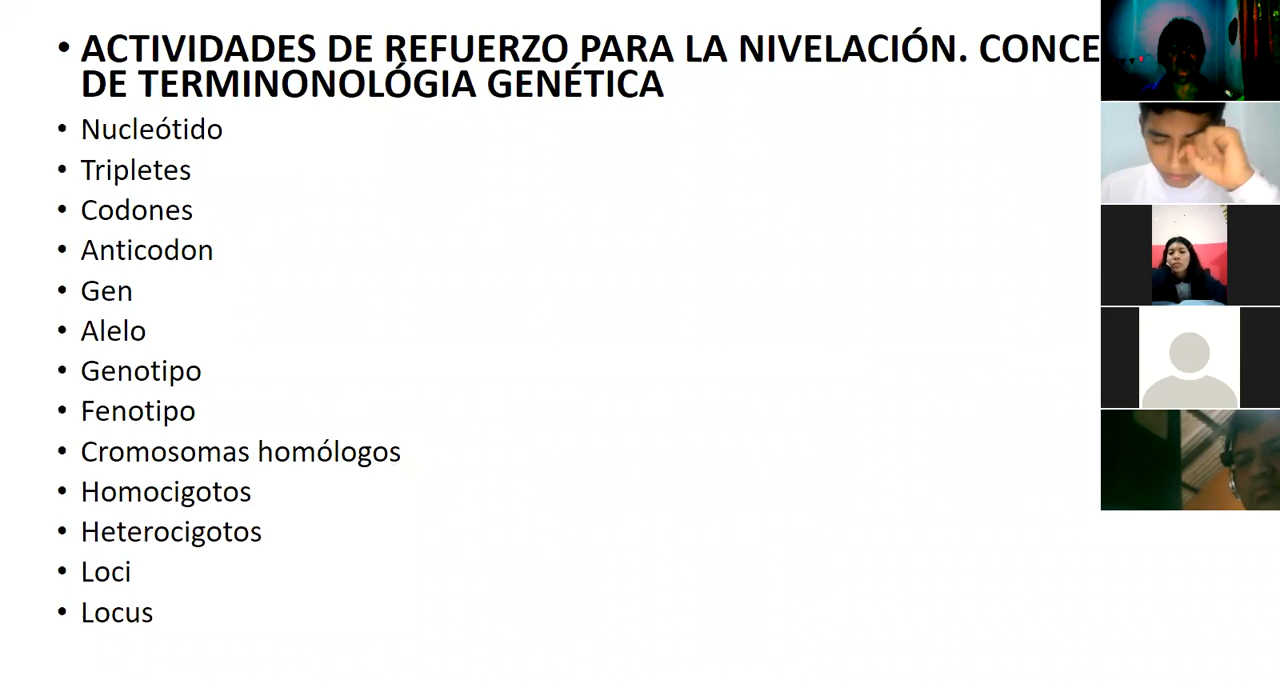 • ACTIVIDADES DE REFUERZO PARA LA NIVELACIÓN. CONCE
DE TERMINONOLÓGIA GENÉTICA
• Nucleótido
• Tripletes
• Codones
• Anticodon
• Gen
• Alelo
• Genotipo
• Fenotipo
• Cromosomas homólogos
• Homocigotos
• Heterocigotos
• Loci
• Locus